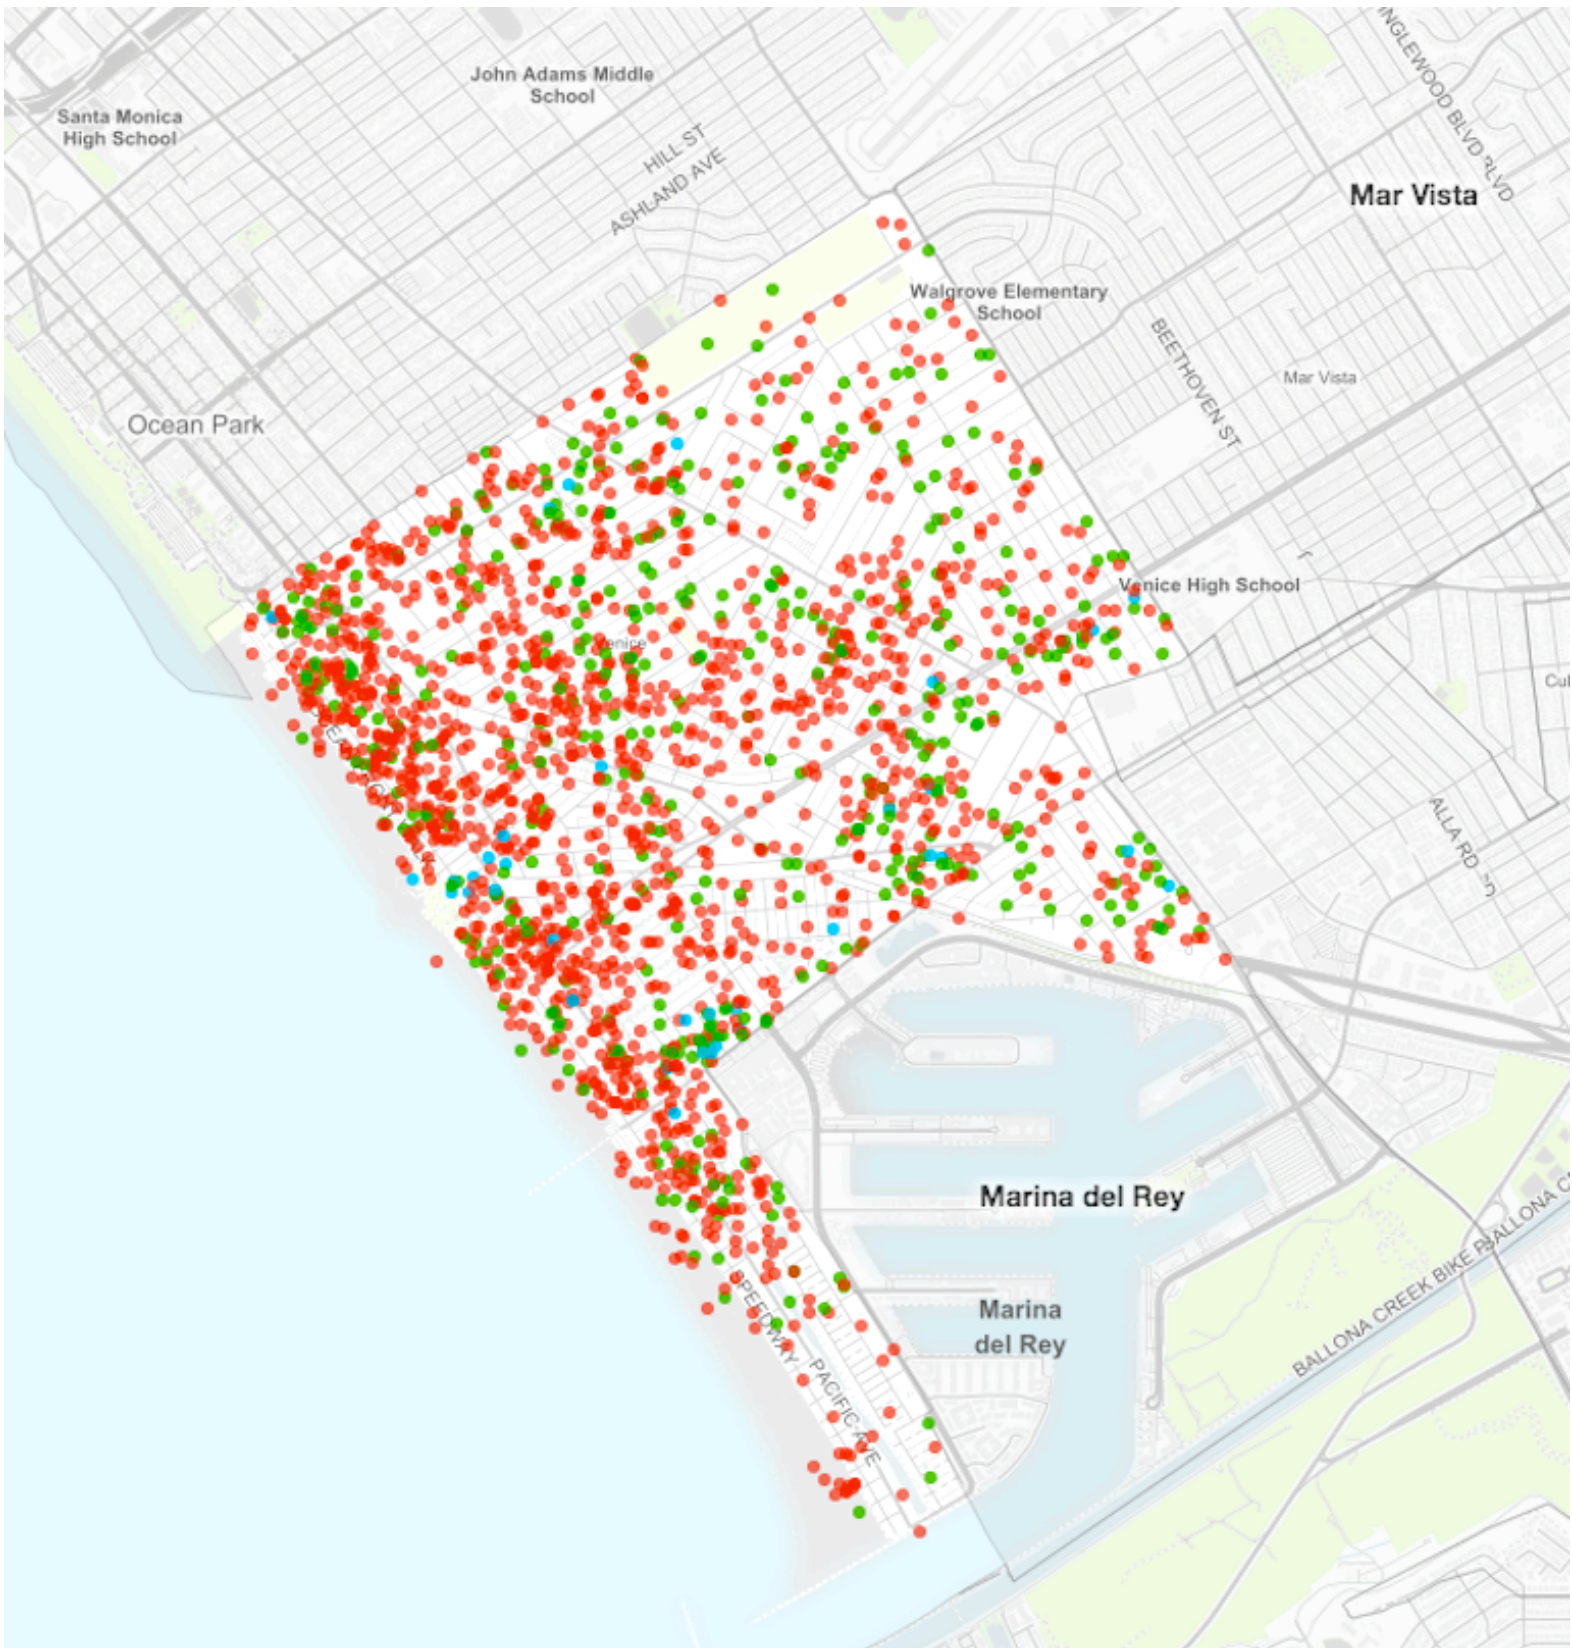 John Adams Middle
School
Santa Monica
High School
HILL ST
ASHLAND AVE
INGLEWOOD BLVD
BLVD
Mar Vista
Walgrove Elementary
School
BEETHOVEN ST
Mar Vista
Ocean Park
Venice High School
Venice
ALLA RD
Marina del Rey
Marina
del Rey
SPEEDWAY
PACIFIC AVE
BALLONA CREEK BIKE P
BALLONA C